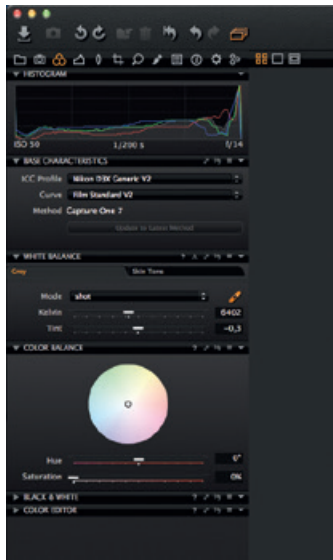 HISTOGRAM
ISO 50 1/200 s f/14
BASE CHARACTERISTICS
ICC Profile Nikon D3X Generic V2
Curve Film Standard V2
Method Capture One 7
Update to Latest Method
WHITE BALANCE
Grey Skin Tone
Mode Shot
Kelvin 6402
Tint -0,3
COLOR BALANCE
Hue 0°
Saturation 0%
BLACK & WHITE
COLOR EDITOR